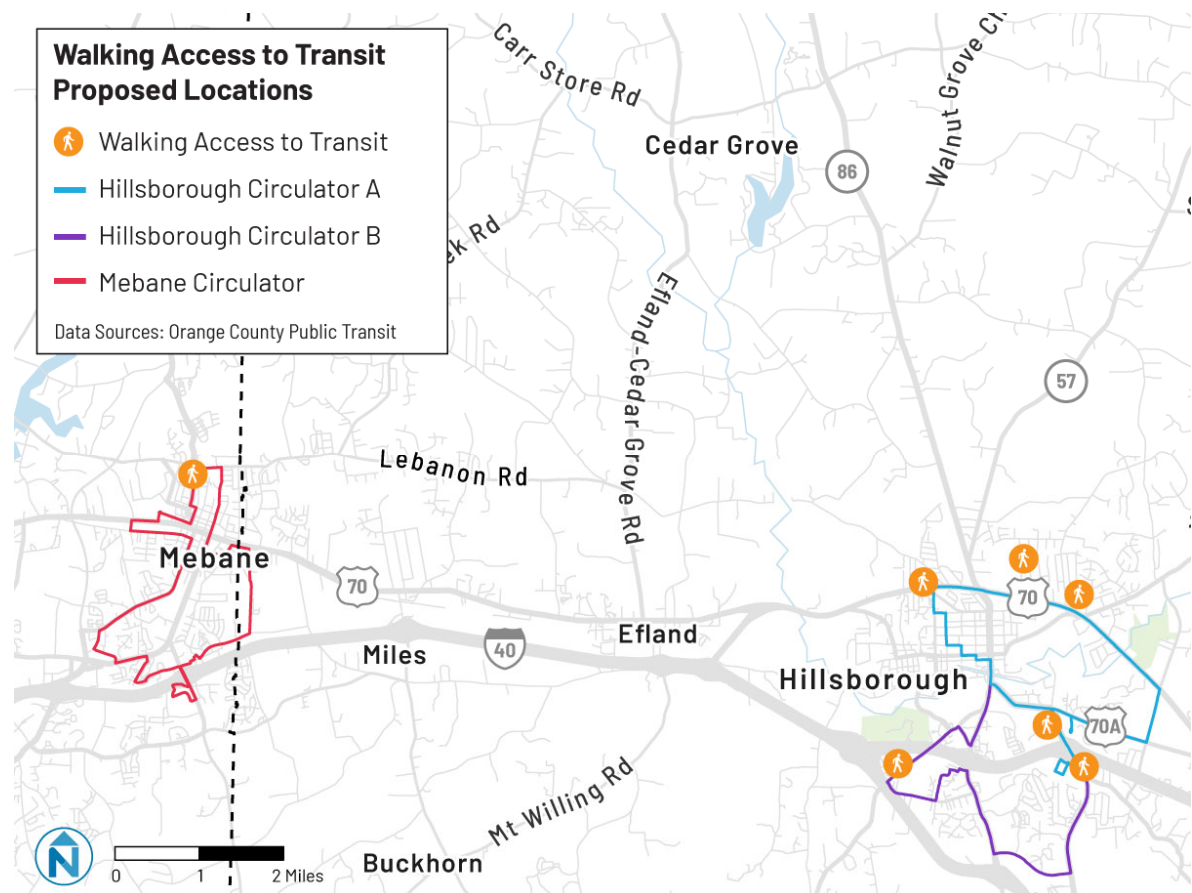 Walking Access to Transit
Proposed Locations
Walking Access to Transit
Hillsborough Circulator A
Hillsborough Circulator B
Mebane Circulator
Data Sources: Orange County Public Transit
Carr Store Rd
Cedar Grove
86
Walnut Grove
ek Rd
Efland-Cedar Grove Rd
57
Lebanon Rd
Mebane
70
70
Efland
Miles
40
Hillsborough
70A
Mt Willing Rd
Buckhorn
N
0 1 2 Miles